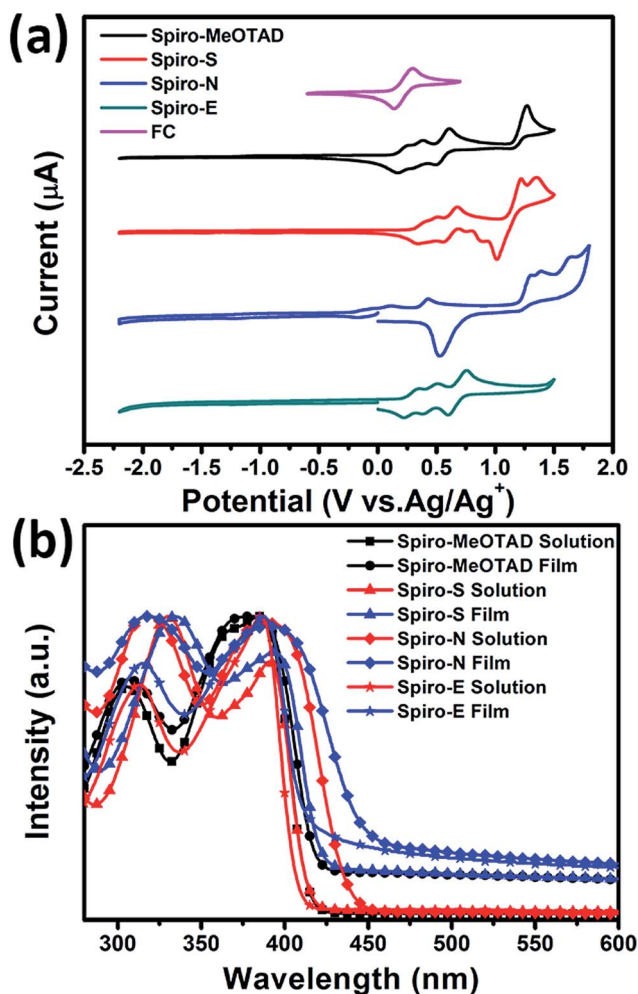 (a)
Spiro-MeOTAD
Spiro-S
Spiro-N
Spiro-E
FC
Current (μA)
-2.5 -2.0 -1.5 -1.0 -0.5 0.0 0.5 1.0 1.5 2.0
Potential (V vs.Ag/Ag⁺)
(b)
Spiro-MeOTAD Solution
Spiro-MeOTAD Film
Spiro-S Solution
Spiro-S Film
Spiro-N Solution
Spiro-N Film
Spiro-E Solution
Spiro-E Film
Intensity (a.u.)
300 350 400 450 500 550 600
Wavelength (nm)